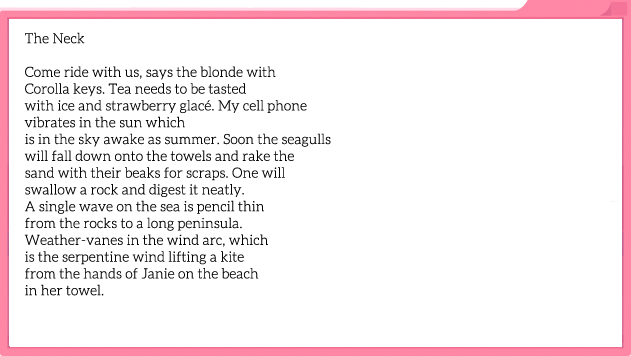 The Neck
Come ride with us, says the blonde with
Corolla keys. Tea needs to be tasted
with ice and strawberry glacé. My cell phone
vibrates in the sun which
is in the sky awake as summer. Soon the seagulls
will fall down onto the towels and rake the
sand with their beaks for scraps. One will
swallow a rock and digest it neatly.
A single wave on the sea is pencil thin
from the rocks to a long peninsula.
Weather-vanes in the wind arc, which
is the serpentine wind lifting a kite
from the hands of Janie on the beach
in her towel.